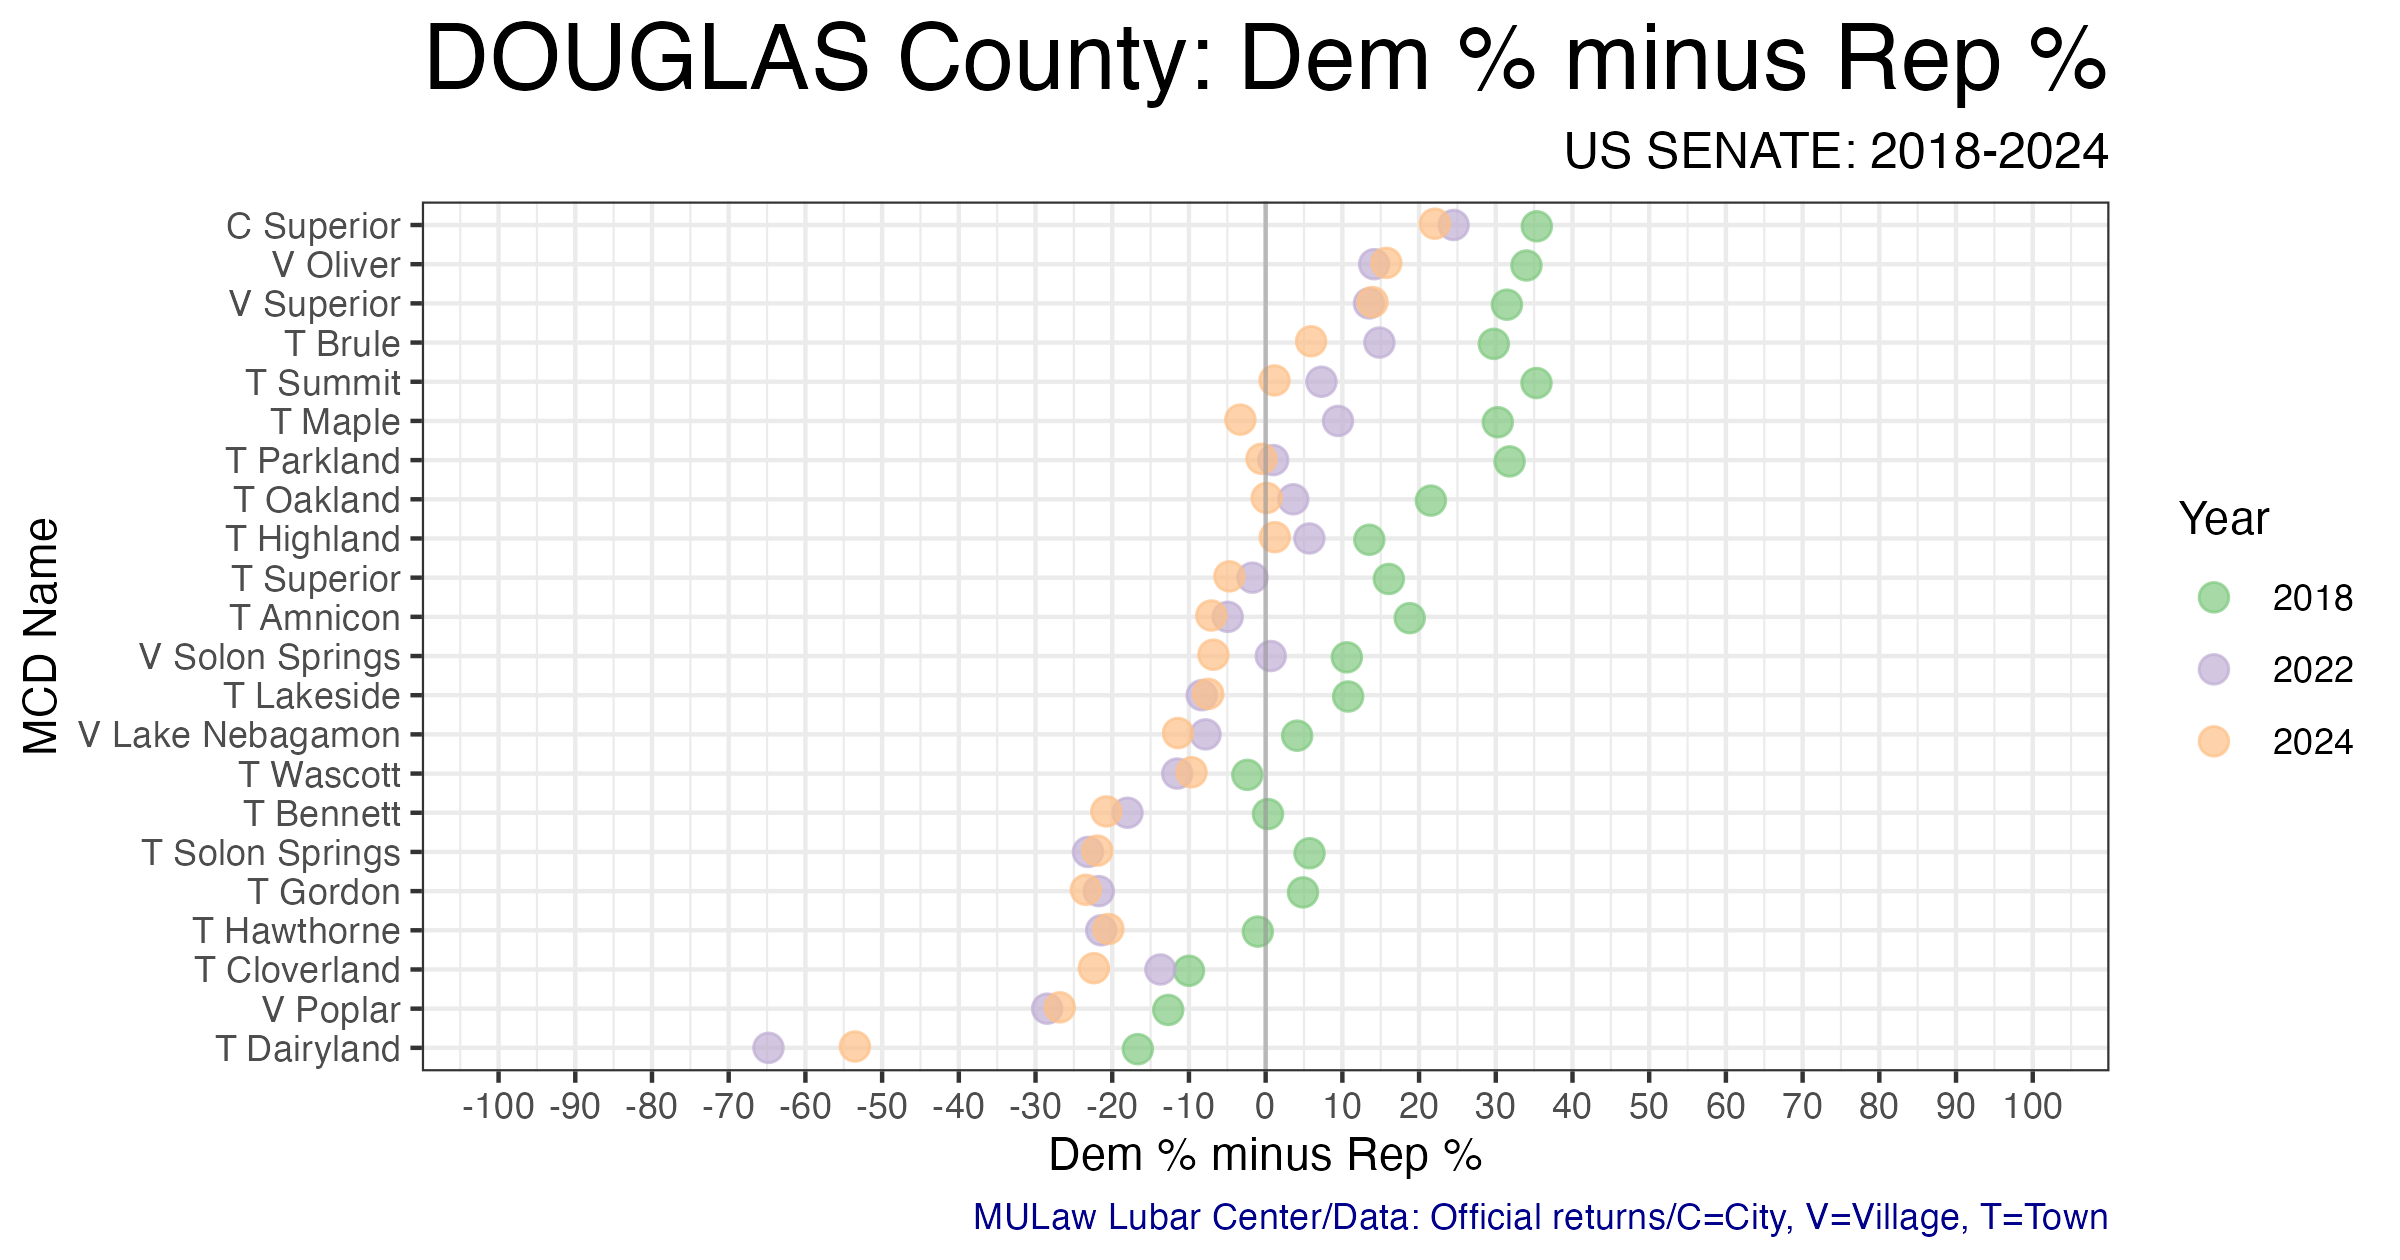 DOUGLAS County: Dem % minus Rep %
US SENATE: 2018-2024
MCD Name
C Superior
V Oliver
V Superior
T Brule
T Summit
T Maple
T Parkland
T Oakland
T Highland
T Superior
T Amnicon
V Solon Springs
T Lakeside
V Lake Nebagamon
T Wascott
T Bennett
T Solon Springs
T Gordon
T Hawthorne
T Cloverland
V Poplar
T Dairyland
-100 -90 -80 -70 -60 -50 -40 -30 -20 -10 0 10 20 30 40 50 60 70 80 90 100
Dem % minus Rep %
Year
2018
2022
2024
MULaw Lubar Center/Data: Official returns/C=City, V=Village, T=Town